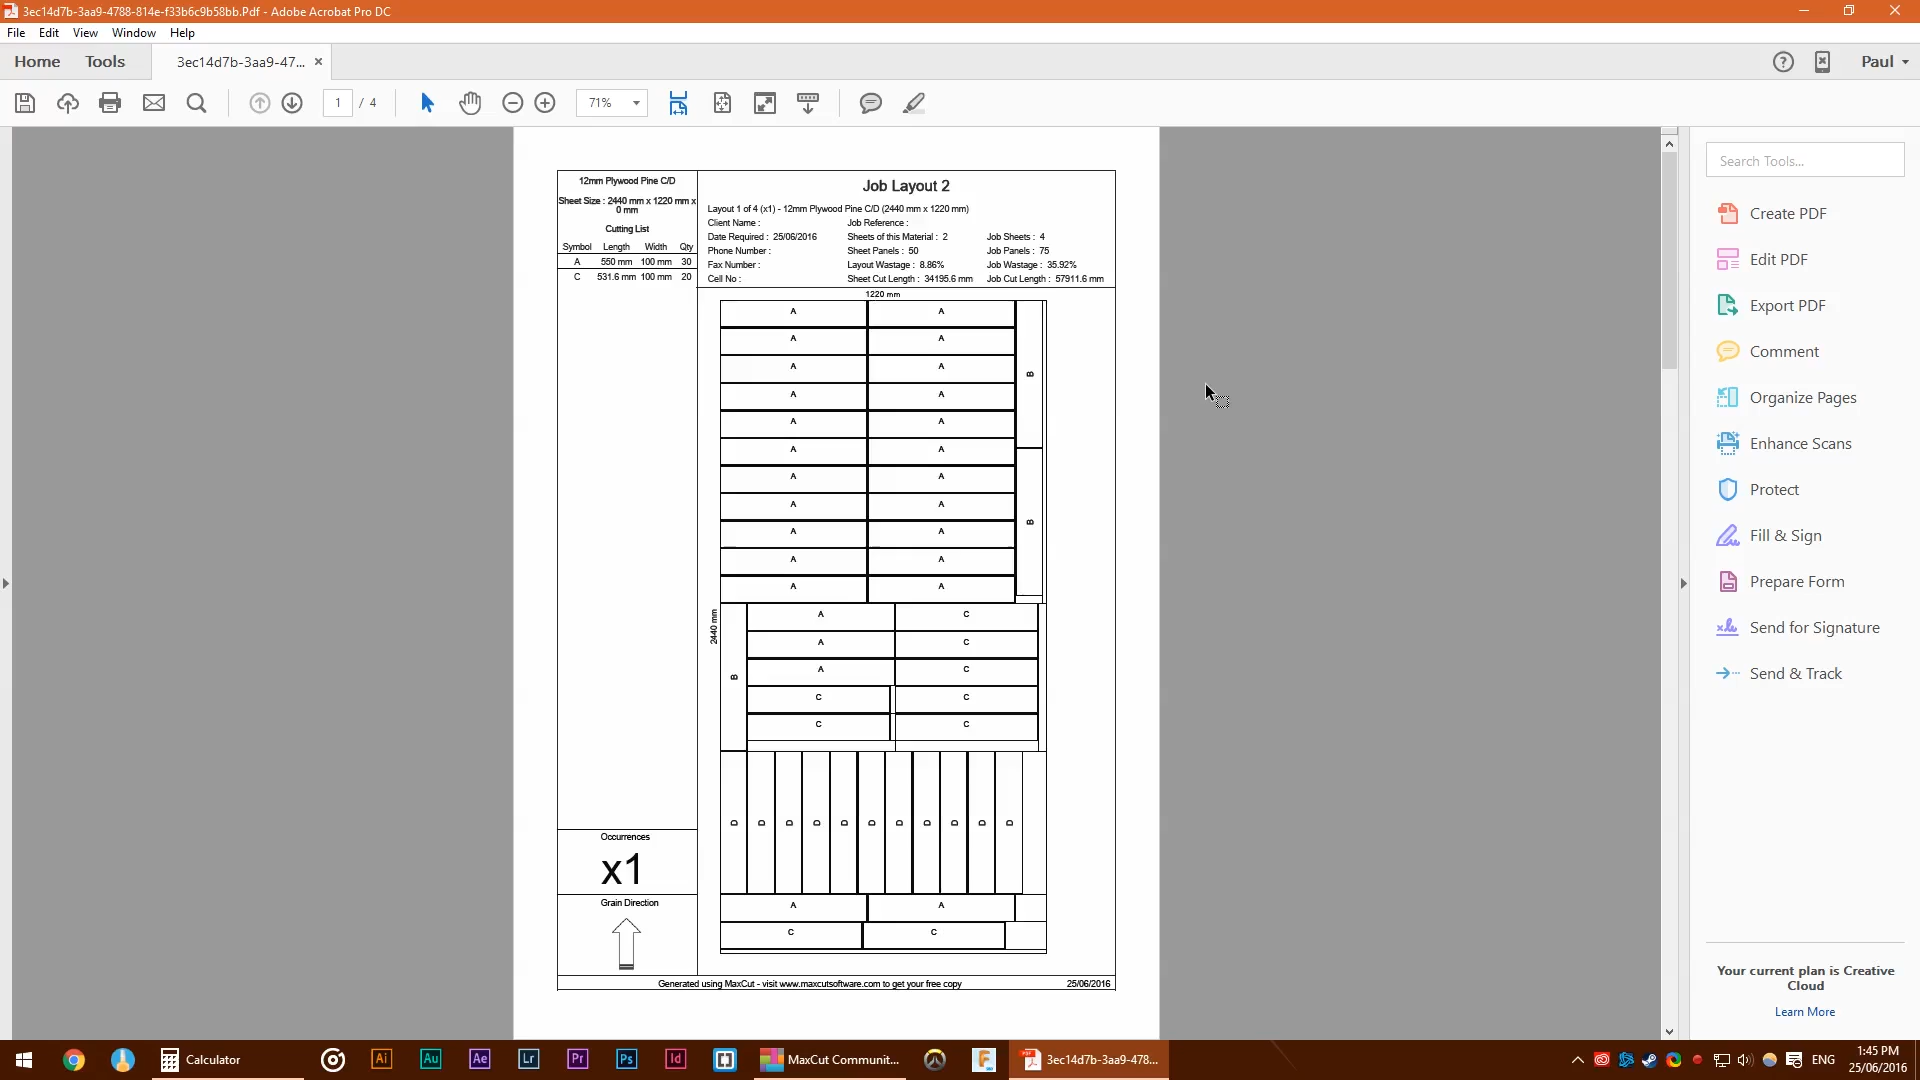 3ec14d7b-3aa9-4788-814e-f33b6c9b58bb.Pdf - Adobe Acrobat Pro DC
File Edit View Window Help
Home Tools 3ec14d7b-3aa9-47... × Paul
1 / 4 71%
12mm Plywood Pine C/D
Sheet Size : 2440 mm x 1220 mm x
0 mm
Cutting List
Symbol Length Width Qty
A 550 mm 100 mm 30
C 531.6 mm 100 mm 20
Job Layout 2
Layout 1 of 4 (x1) - 12mm Plywood Pine C/D (2440 mm x 1220 mm)
Client Name : Job Reference :
Date Required : 25/06/2016 Sheets of this Material : 2 Job Sheets : 4
Phone Number : Sheet Panels : 50 Job Panels : 75
Fax Number : Layout Wastage : 8.86% Job Wastage : 35.92%
Cell No : Sheet Cut Length : 34195.6 mm Job Cut Length : 57911.6 mm
1220 mm
A A
A A
A A
B
A A
A A
A A
A A
A A
B
A A
A A
A A
2440 mm
A C
A C
A C
B
C C
C C
D D D D D D D D D D D
A A
C C
Occurrences
x1
Grain Direction
Generated using MaxCut - visit www.maxcutsoftware.com to get your free copy 25/06/2016
Search Tools...
Create PDF
Edit PDF
Export PDF
Comment
Organize Pages
Enhance Scans
Protect
Fill & Sign
Prepare Form
Send for Signature
Send & Track
Your current plan is Creative
Cloud
Learn More
Calculator Ai Au Ae Lr Pr Ps Id MaxCut Communit... 3ec14d7b-3aa9-478... ENG
1:45 PM
25/06/2016